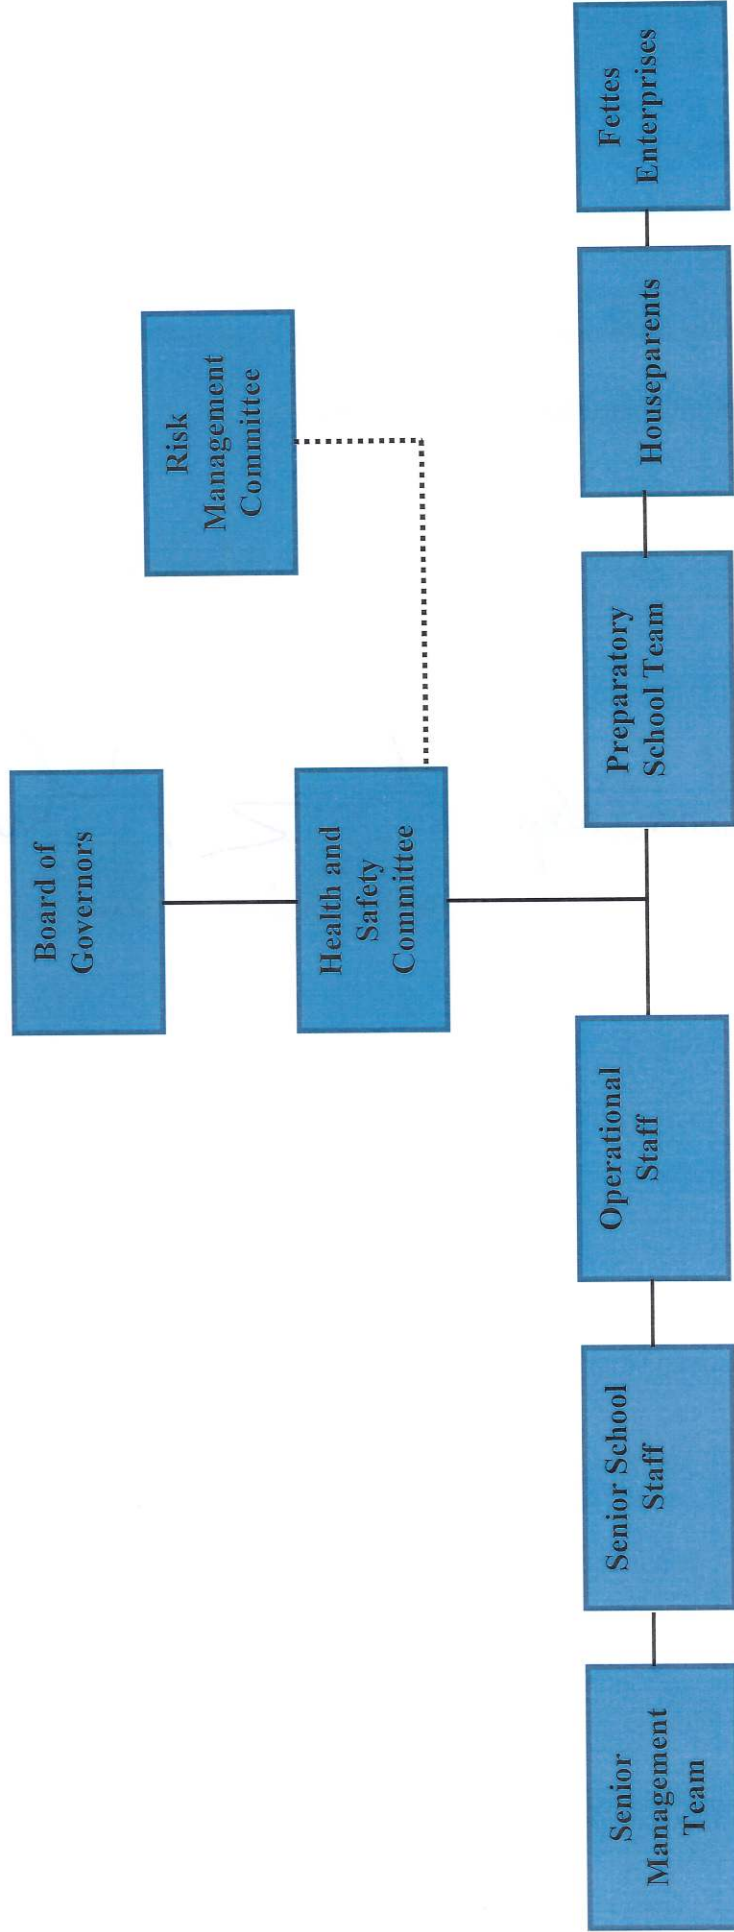 Board of
Governors
Risk
Management
Committee
Health and
Safety
Committee
Senior
Management
Team
Senior School
Staff
Operational
Staff
Preparatory
School Team
Houseparents
Fettes
Enterprises